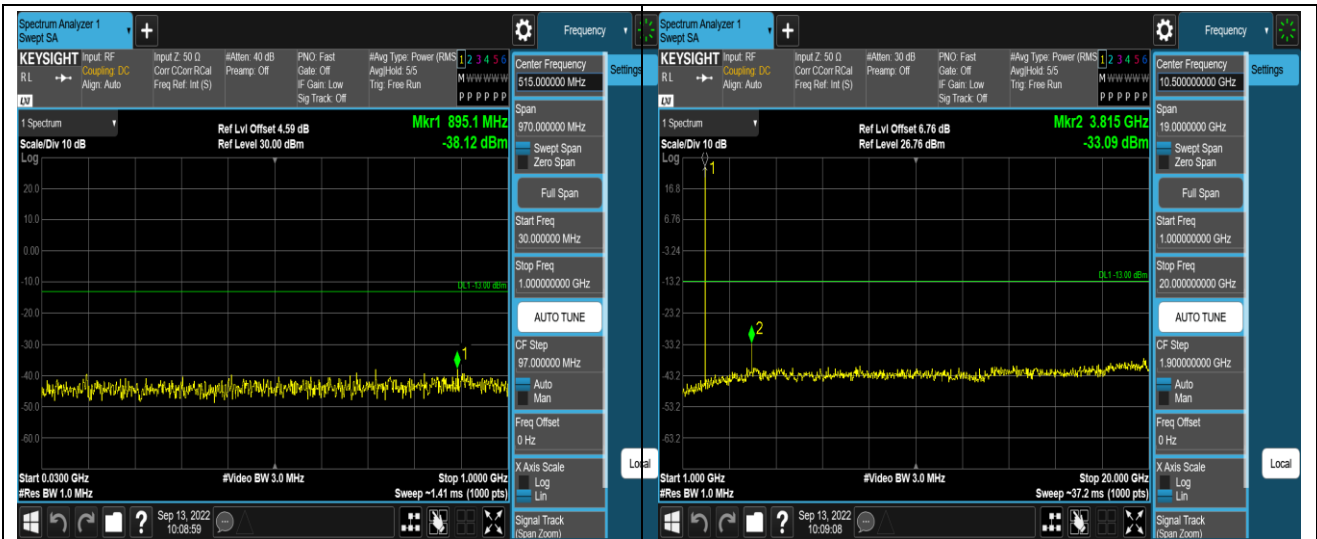 Spectrum Analyzer 1
Swept SA
Frequency
KEYSIGHT
Input: RF
Coupling: DC
Align: Auto
Input Z: 50 Ω
Corr CCorr RCal
Freq Ref: Int (S)
#Atten: 40 dB
Preamp: Off
PNO: Fast
Gate: Off
IF Gain: Low
Sig Track: Off
#Avg Type: Power (RMS
Avg|Hold: 5/5
Trig: Free Run
1 2 3 4 5 6
M W W W W W
P P P P P P
R L
LXI
Center Frequency
515.000000 MHz
Settings
Span
970.000000 MHz
Swept Span
Zero Span
Full Span
Start Freq
30.000000 MHz
Stop Freq
1.000000000 GHz
AUTO TUNE
CF Step
97.000000 MHz
Auto
Man
Freq Offset
0 Hz
X Axis Scale
Log
Lin
Local
Signal Track
(Span Zoom)
1 Spectrum
Ref Lvl Offset 4.59 dB
Mkr1 895.1 MHz
Scale/Div 10 dB
Ref Level 30.00 dBm
-38.12 dBm
Log
20.0
10.0
0.00
-10.0
DL1 -13.00 dBm
-20.0
-30.0
1
-40.0
-50.0
-60.0
Start 0.0300 GHz
#Video BW 3.0 MHz
Stop 1.0000 GHz
#Res BW 1.0 MHz
Sweep ~1.41 ms (1000 pts)
Sep 13, 2022
10:08:59
Spectrum Analyzer 1
Swept SA
Frequency
KEYSIGHT
Input: RF
Coupling: DC
Align: Auto
Input Z: 50 Ω
Corr CCorr RCal
Freq Ref: Int (S)
#Atten: 30 dB
Preamp: Off
PNO: Fast
Gate: Off
IF Gain: Low
Sig Track: Off
#Avg Type: Power (RMS
Avg|Hold: 5/5
Trig: Free Run
1 2 3 4 5 6
M W W W W W
P P P P P P
R L
LXI
Center Frequency
10.500000000 GHz
Settings
Span
19.0000000 GHz
Swept Span
Zero Span
Full Span
Start Freq
1.000000000 GHz
Stop Freq
20.000000000 GHz
AUTO TUNE
CF Step
1.900000000 GHz
Auto
Man
Freq Offset
0 Hz
X Axis Scale
Log
Lin
Local
Signal Track
(Span Zoom)
1 Spectrum
Ref Lvl Offset 6.76 dB
Mkr2 3.815 GHz
Scale/Div 10 dB
Ref Level 26.76 dBm
-33.09 dBm
Log
1
16.8
6.76
-3.24
DL1 -13.00 dBm
-13.2
-23.2
2
-33.2
-43.2
-53.2
-63.2
Start 1.000 GHz
#Video BW 3.0 MHz
Stop 20.000 GHz
#Res BW 1.0 MHz
Sweep ~37.2 ms (1000 pts)
Sep 13, 2022
10:09:08